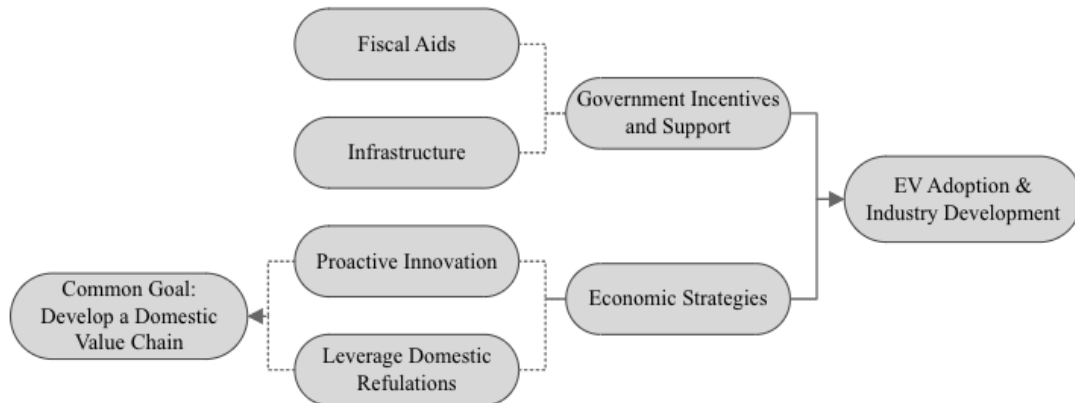 Fiscal Aids
Government Incentives
and Support
Infrastructure
EV Adoption &
Industry Development
Proactive Innovation
Common Goal:
Develop a Domestic
Value Chain
Economic Strategies
Leverage Domestic
Refulations